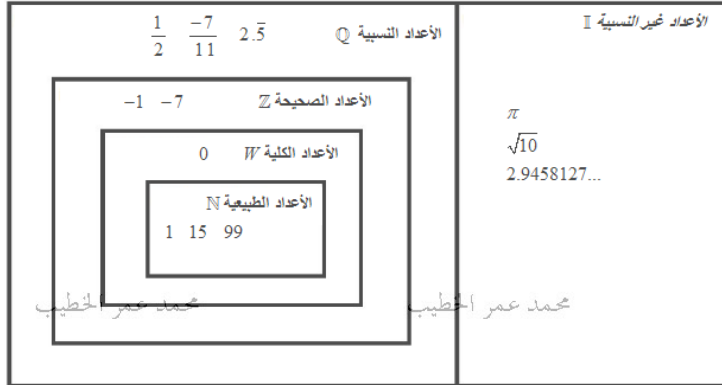 الأعداد غير النسبية 𝕀
π
√10
2.9458127...
الأعداد النسبية ℚ
1/2 -7/11 2.5̅
الأعداد الصحيحة ℤ
-1 -7
الأعداد الكلية W
0
الأعداد الطبيعية ℕ
1 15 99
محمد عمر الخطيب
محمد عمر الخطيب